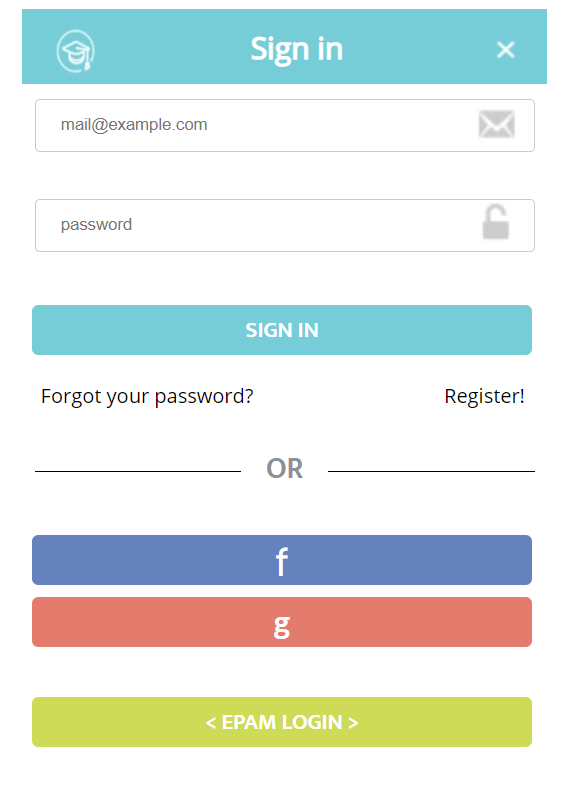 Sign in
mail@example.com
password
SIGN IN
Forgot your password? Register!
OR
f
g
< EPAM LOGIN >